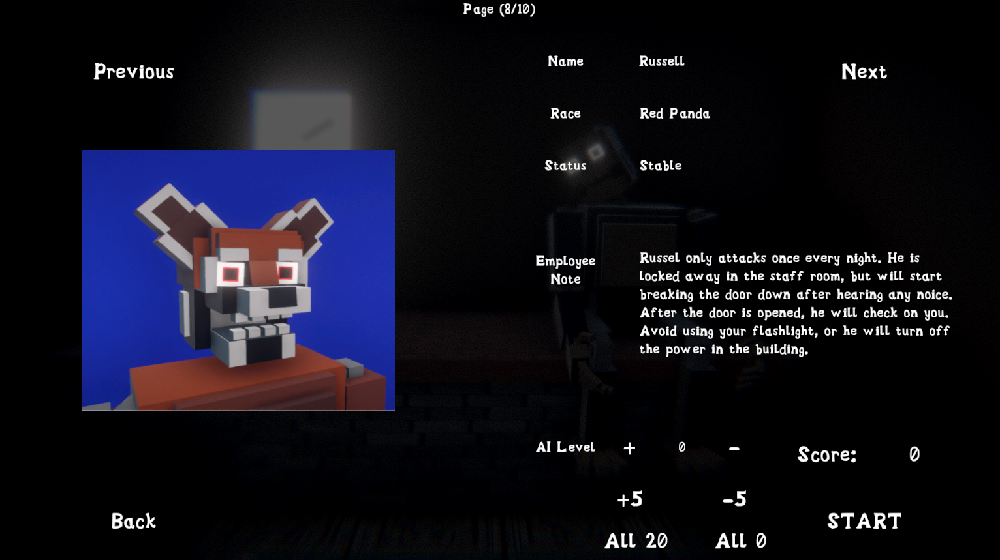 Page (8/10)
Previous
Name Russell
Next
Race Red Panda
Status Stable
Employee
Note
Russel only attacks once every night. He is
locked away in the staff room, but will start
breaking the door down after hearing any noice.
After the door is opened, he will check on you.
Avoid using your flashlight, or he will turn off
the power in the building.
AI Level + 0 -
Score: 0
+5 -5
Back
START
All 20 All 0